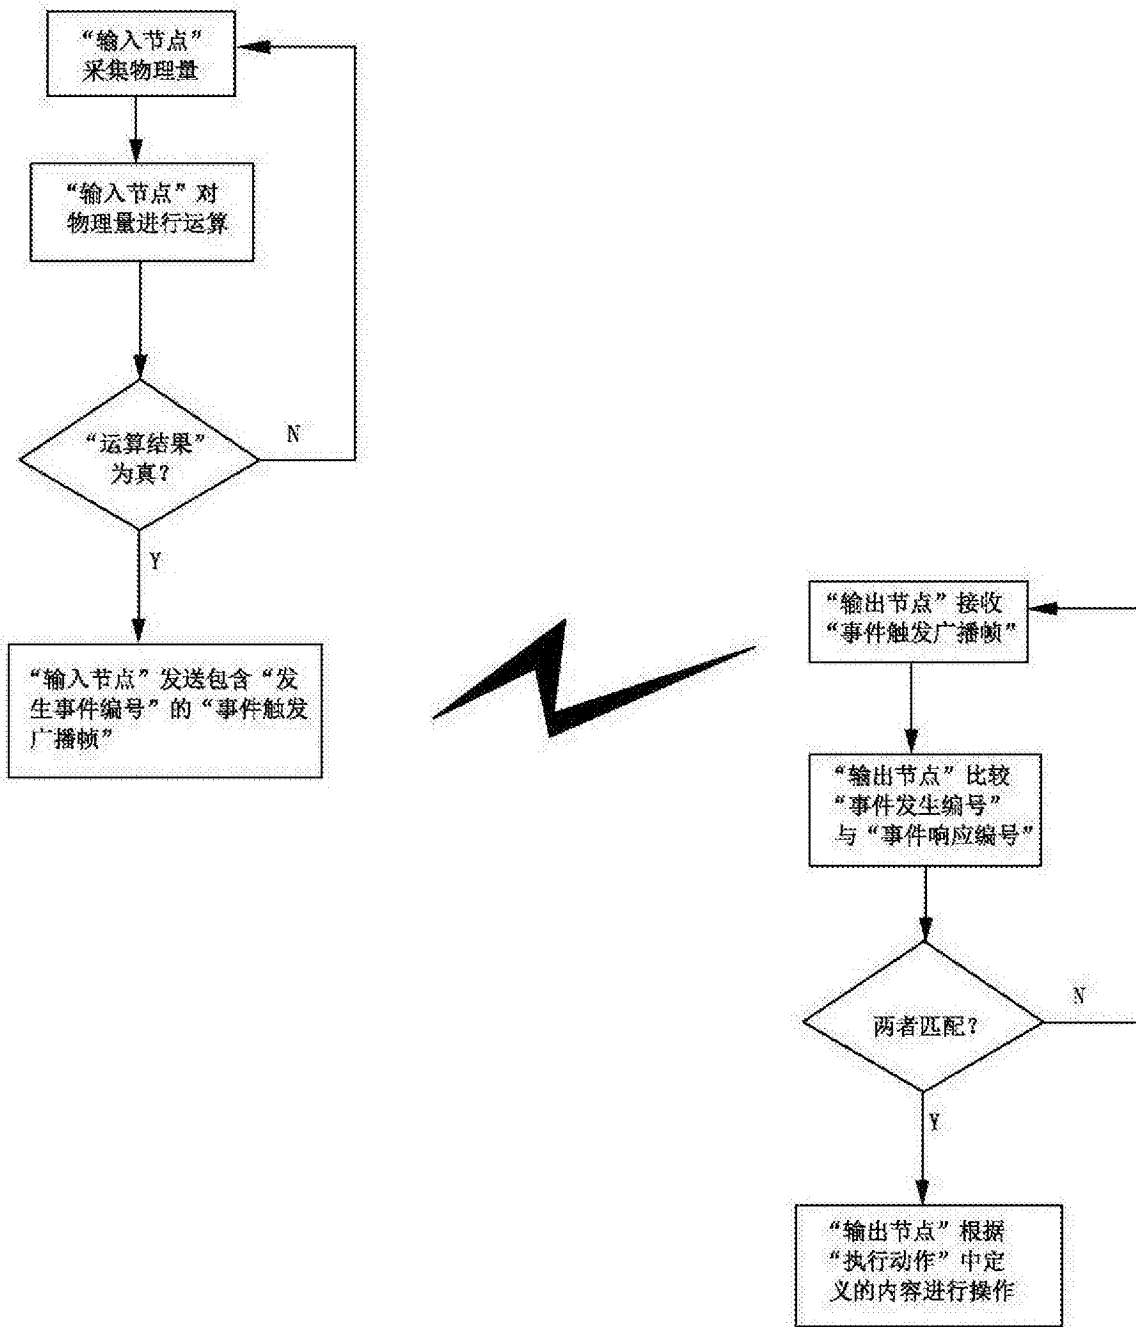 “输入节点”
采集物理量
“输入节点”对
物理量进行运算
“运算结果”
为真？
N
Y
“输入节点”发送包含“发
生事件编号”的“事件触发
广播帧”
“输出节点”接收
“事件触发广播帧”
“输出节点”比较
“事件发生编号”
与“事件响应编号”
两者匹配？
N
Y
“输出节点”根据
“执行动作”中定
义的内容进行操作